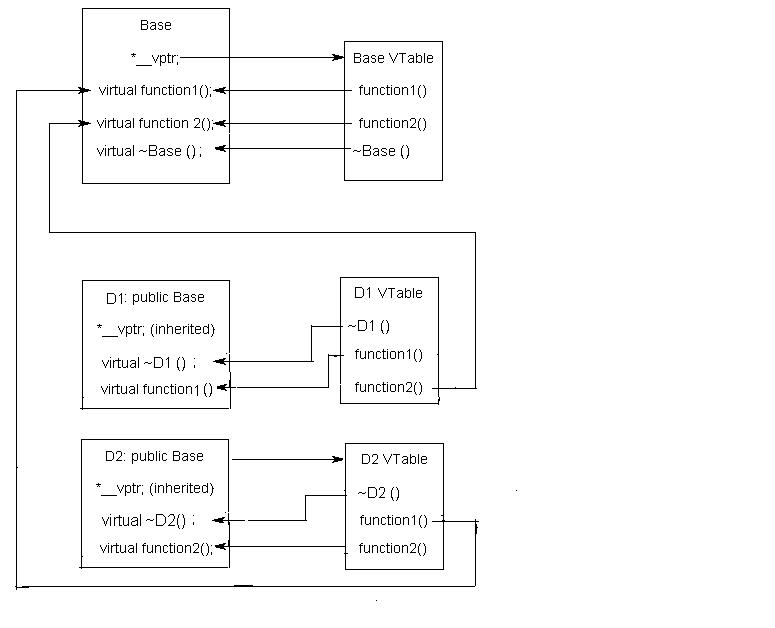 Base
*__vptr;
virtual function1();
virtual function 2();
virtual ~Base () ;
Base VTable
function1()
function2()
~Base ()
D1: public Base
*__vptr; (inherited)
virtual ~D1 () ;
virtual function1 ()
D1 VTable
~D1 ()
function1()
function2()
D2: public Base
*__vptr; (inherited)
virtual ~D2() ;
virtual function2();
D2 VTable
~D2 ()
function1()
function2()